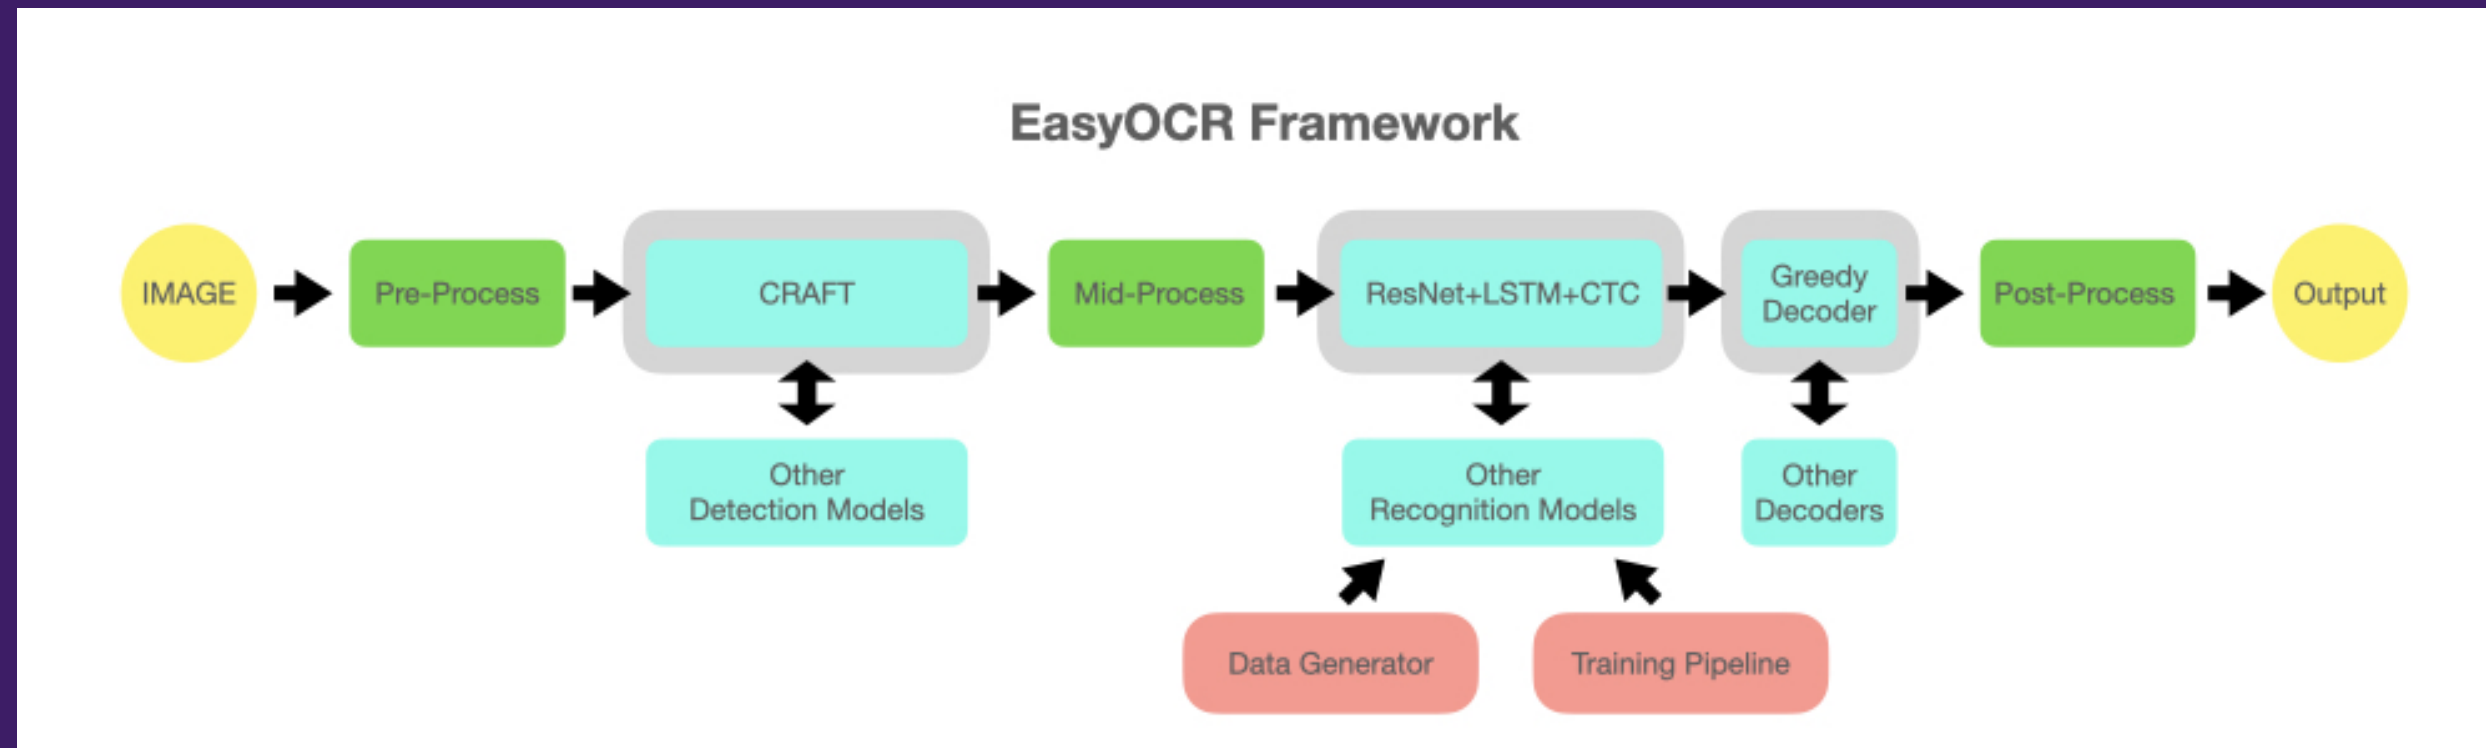 EasyOCR Framework
IMAGE
Pre-Process
CRAFT
Mid-Process
ResNet+LSTM+CTC
Greedy
Decoder
Post-Process
Output
Other
Detection Models
Other
Recognition Models
Other
Decoders
Data Generator
Training Pipeline